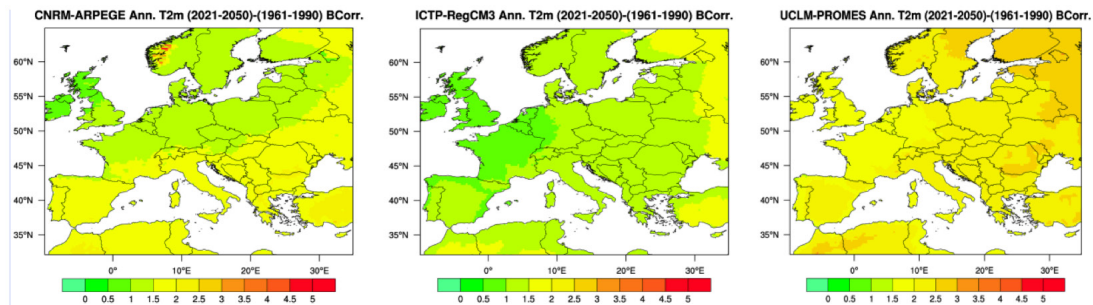 CNRM-ARPEGE Ann. T2m (2021-2050)-(1961-1990) BCorr.
60°N
55°N
50°N
45°N
40°N
35°N
0°
10°E
20°E
30°E
0 0.5 1 1.5 2 2.5 3 3.5 4 4.5 5
ICTP-RegCM3 Ann. T2m (2021-2050)-(1961-1990) BCorr.
60°N
55°N
50°N
45°N
40°N
35°N
0°
10°E
20°E
30°E
0 0.5 1 1.5 2 2.5 3 3.5 4 4.5 5
UCLM-PROMES Ann. T2m (2021-2050)-(1961-1990) BCorr.
60°N
55°N
50°N
45°N
40°N
35°N
0°
10°E
20°E
30°E
0 0.5 1 1.5 2 2.5 3 3.5 4 4.5 5